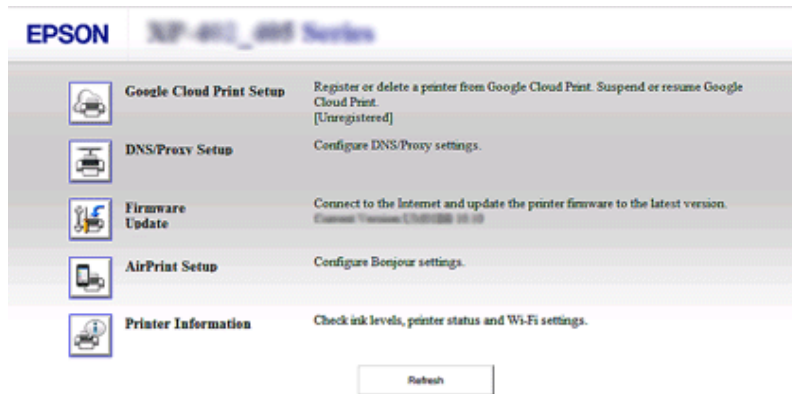 EPSON
Series
Google Cloud Print Setup
Register or delete a printer from Google Cloud Print. Suspend or resume Google
Cloud Print.
[Unregistered]
DNS/Proxy Setup
Configure DNS/Proxy settings.
Firmware
Update
Connect to the Internet and update the printer firmware to the latest version.
AirPrint Setup
Configure Bonjour settings.
Printer Information
Check ink levels, printer status and Wi-Fi settings.
Refresh